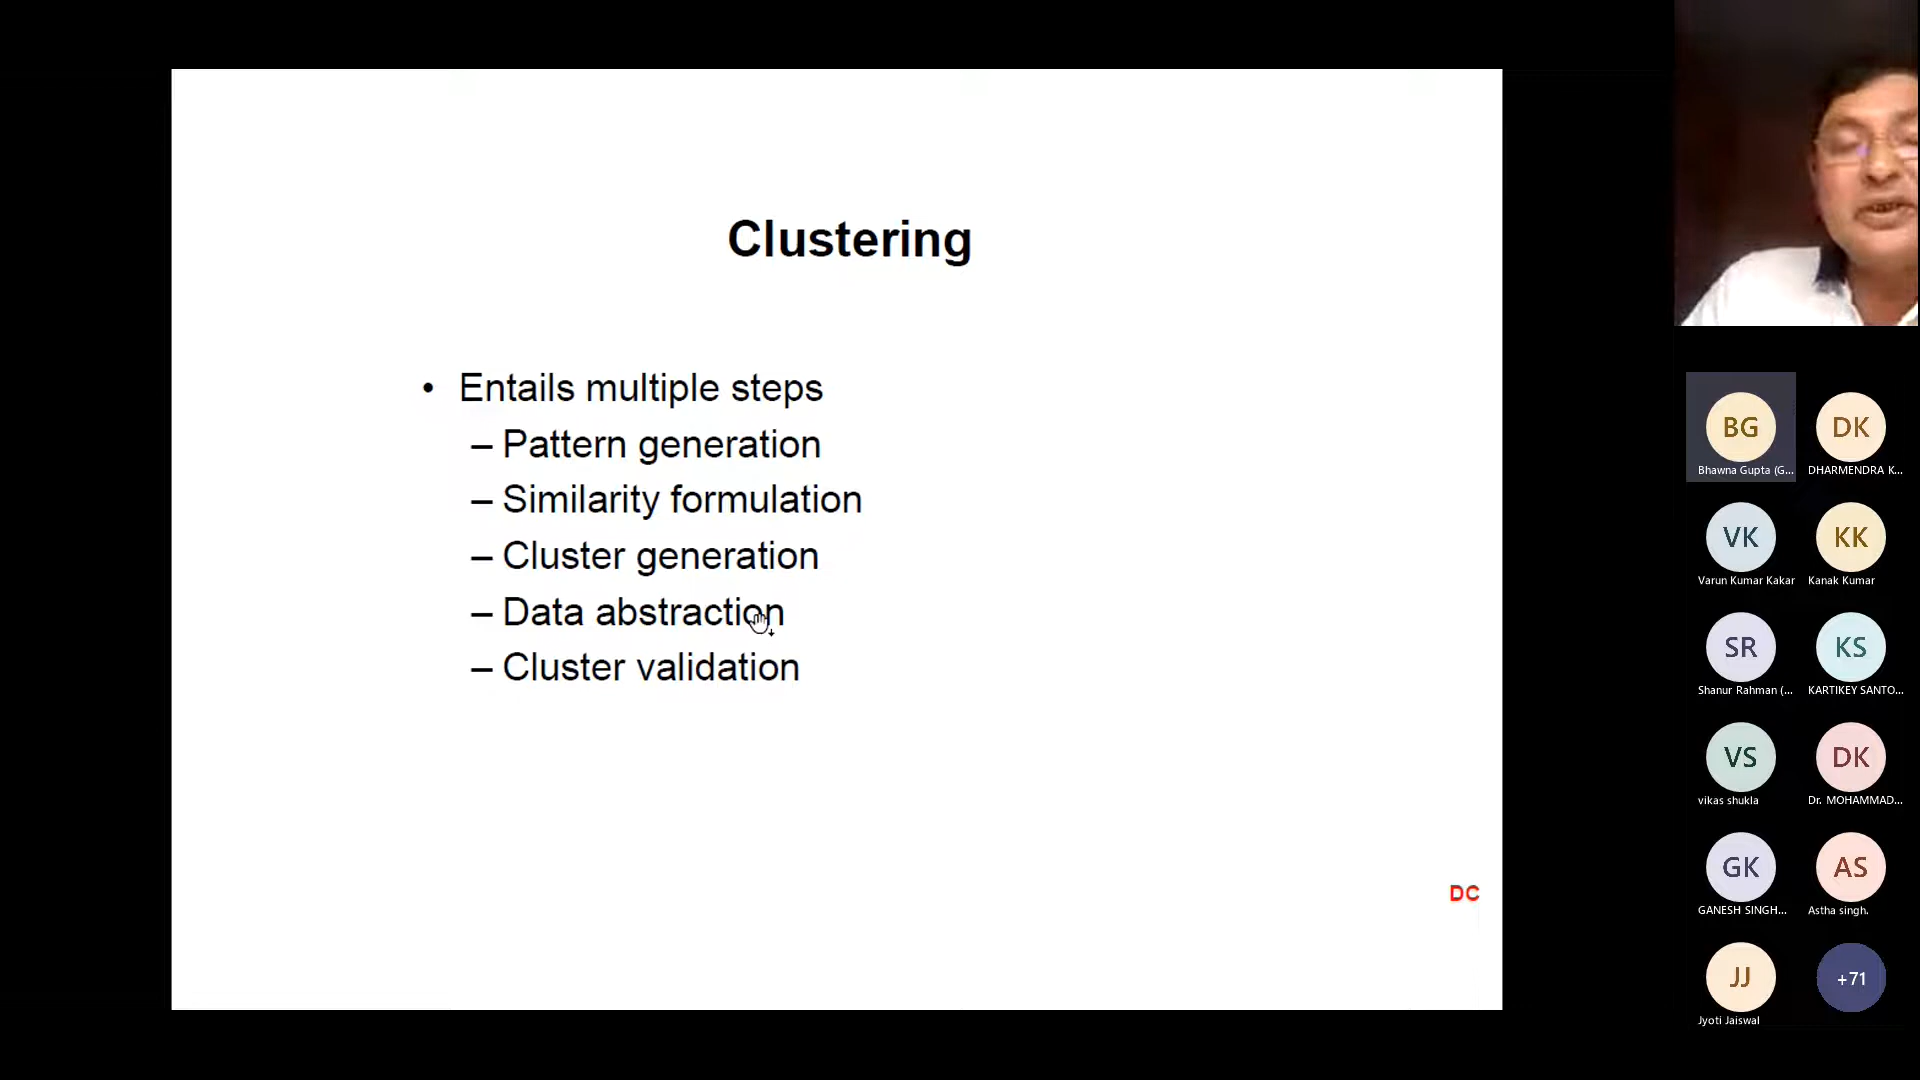 Clustering
• Entails multiple steps
– Pattern generation
– Similarity formulation
– Cluster generation
– Data abstraction
– Cluster validation
DC
BG
Bhawna Gupta (G...
DK
DHARMENDRA K...
VK
Varun Kumar Kakar
KK
Kanak Kumar
SR
Shanur Rahman (...
KS
KARTIKEY SANTO...
VS
vikas shukla
DK
Dr. MOHAMMAD...
GK
GANESH SINGH...
AS
Astha singh.
JJ
Jyoti Jaiswal
+71